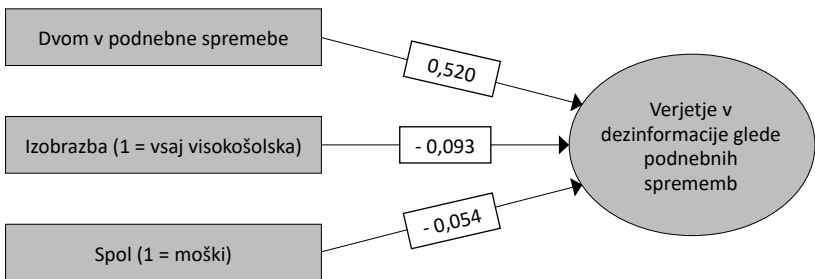 Dvom v podnebne spremebe
0,520
Izobrazba (1 = vsaj visokošolska)
- 0,093
Verjetje v
dezinformacije glede
podnebnih
sprememb
Spol (1 = moški)
- 0,054